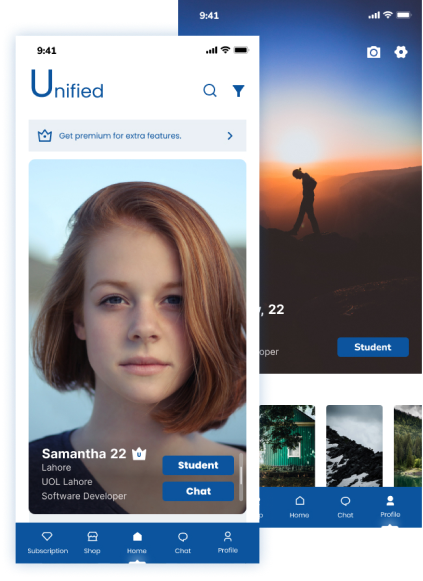 9:41
9:41
Unified
Get premium for extra features.
, 22
Samantha 22
Lahore
UOL Lahore
Software Developer
Student
Chat
oper
Student
Subscription
Shop
Home
Chat
Profile
p
Home
Chat
Profile